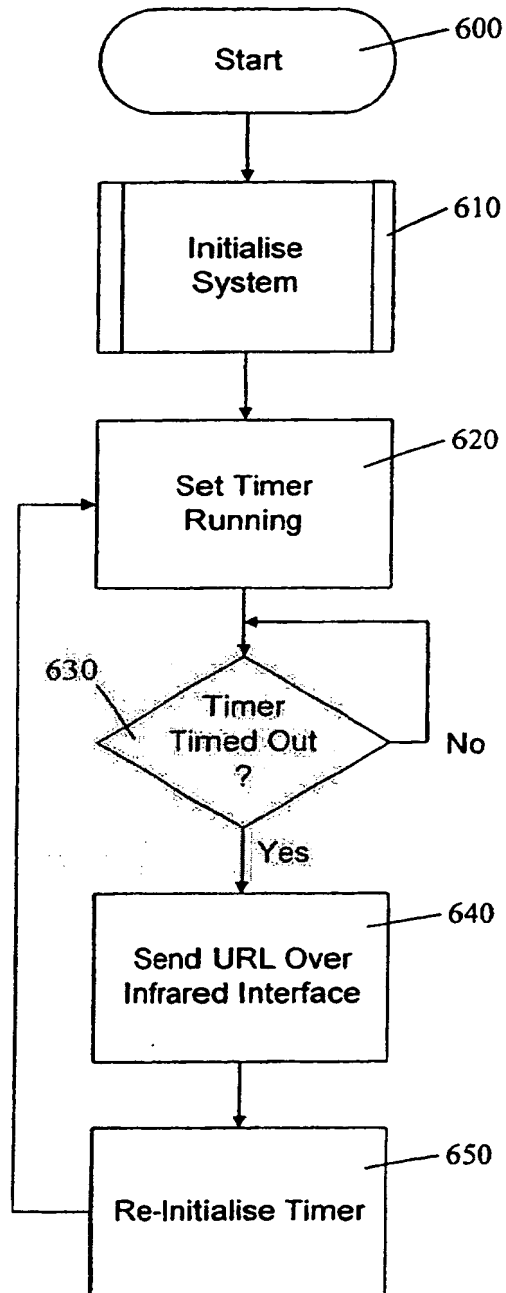 600
Start
610
Initialise
System
620
Set Timer
Running
630
Timer
Timed Out
?
No
Yes
640
Send URL Over
Infrared Interface
650
Re-Initialise Timer